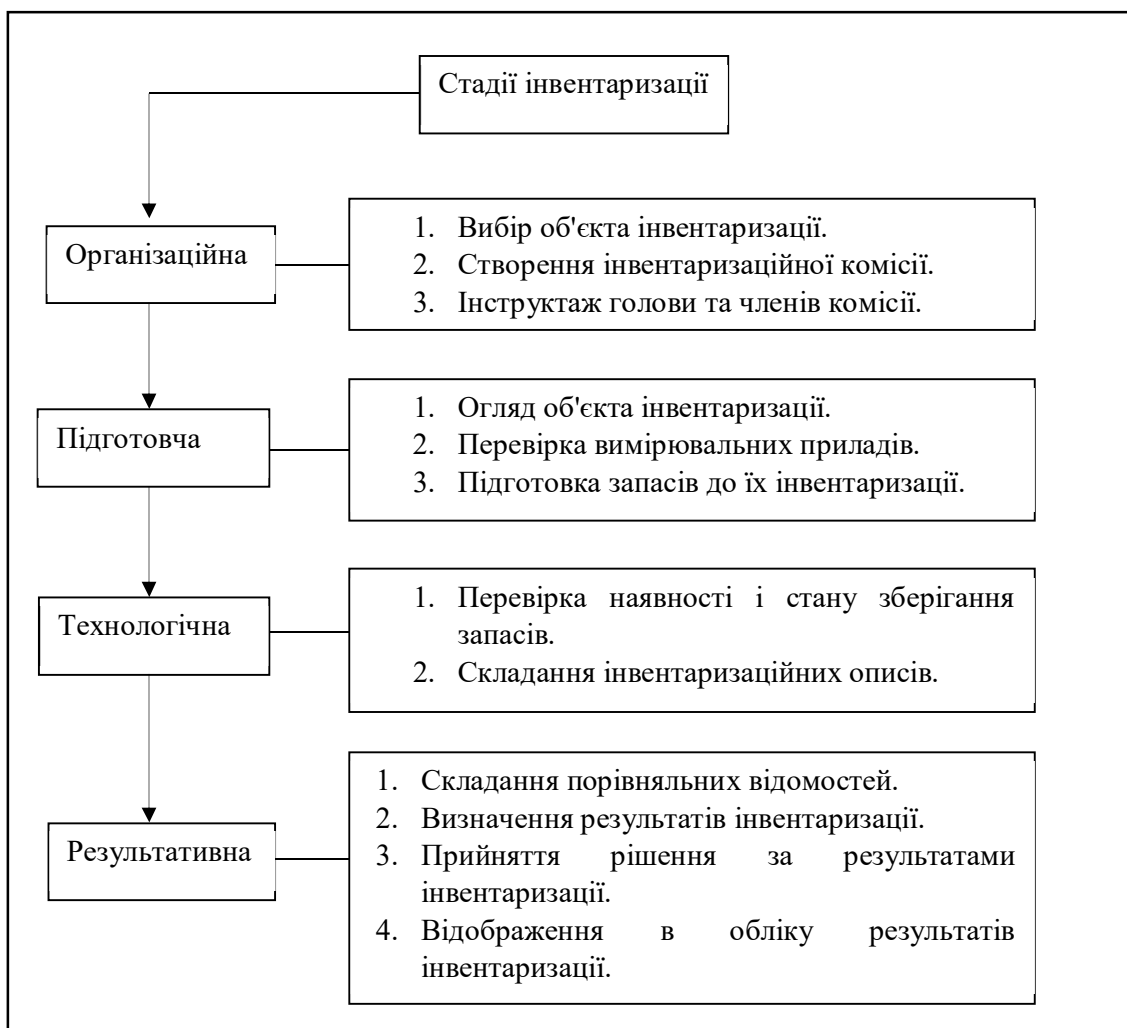 Стадії інвентаризації
Організаційна
1. Вибір об'єкта інвентаризації.
2. Створення інвентаризаційної комісії.
3. Інструктаж голови та членів комісії.
Підготовча
1. Огляд об'єкта інвентаризації.
2. Перевірка вимірювальних приладів.
3. Підготовка запасів до їх інвентаризації.
Технологічна
1. Перевірка наявності і стану зберігання
запасів.
2. Складання інвентаризаційних описів.
Результативна
1. Складання порівняльних відомостей.
2. Визначення результатів інвентаризації.
3. Прийняття рішення за результатами
інвентаризації.
4. Відображення в обліку результатів
інвентаризації.